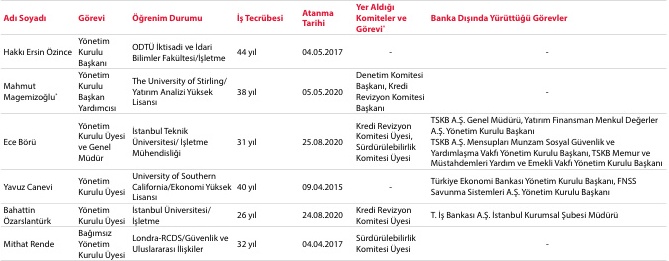 Adı Soyadı Görevi Öğrenim Durumu İş Tecrübesi Atanma Tarihi Yer Aldığı Komiteler ve Görevi* Banka Dışında Yürüttüğü Görevler
Hakkı Ersin Özince
Yönetim
Kurulu
Başkanı
ODTÜ İktisadi ve İdari
Bilimler Fakültesi/İşletme
44 yıl
04.05.2017
-
-
Mahmut
Magemizoğlu*
Yönetim
Kurulu
Başkan
Yardımcısı
The University of Stirling/
Yatırım Analizi Yüksek
Lisansı
38 yıl
05.05.2020
Denetim Komitesi
Başkanı, Kredi
Revizyon Komitesi
Başkanı
-
Ece Börü
Yönetim
Kurulu Üyesi
ve Genel
Müdür
İstanbul Teknik
Üniversitesi/ İşletme
Mühendisliği
31 yıl
25.08.2020
Kredi Revizyon
Komitesi Üyesi,
Sürdürülebilirlik
Komitesi Üyesi
TSKB A.Ş. Genel Müdürü, Yatırım Finansman Menkul Değerler
A.Ş. Yönetim Kurulu Başkanı
TSKB A.Ş. Mensupları Munzam Sosyal Güvenlik ve
Yardımlaşma Vakfı Yönetim Kurulu Başkanı, TSKB Memur ve
Müstahdemleri Yardım ve Emekli Vakfı Yönetim Kurulu Başkanı
Yavuz Canevi
Yönetim
Kurulu Üyesi
University of Southern
California/Ekonomi Yüksek
Lisansı
40 yıl
09.04.2015
-
Türkiye Ekonomi Bankası Yönetim Kurulu Başkanı, FNSS
Savunma Sistemleri A.Ş. Yönetim Kurulu Başkanı
Bahattin
Özarslantürk
Yönetim
Kurulu Üyesi
İstanbul Üniversitesi/
İşletme
26 yıl
24.08.2020
Kredi Revizyon
Komitesi Üyesi
T. İş Bankası A.Ş. İstanbul Kurumsal Şubesi Müdürü
Mithat Rende
Bağımsız
Yönetim
Kurulu Üyesi
Londra-RCDS/Güvenlik ve
Uluslararası İlişkiler
32 yıl
04.04.2017
Sürdürülebilirlik
Komitesi Üyesi
-